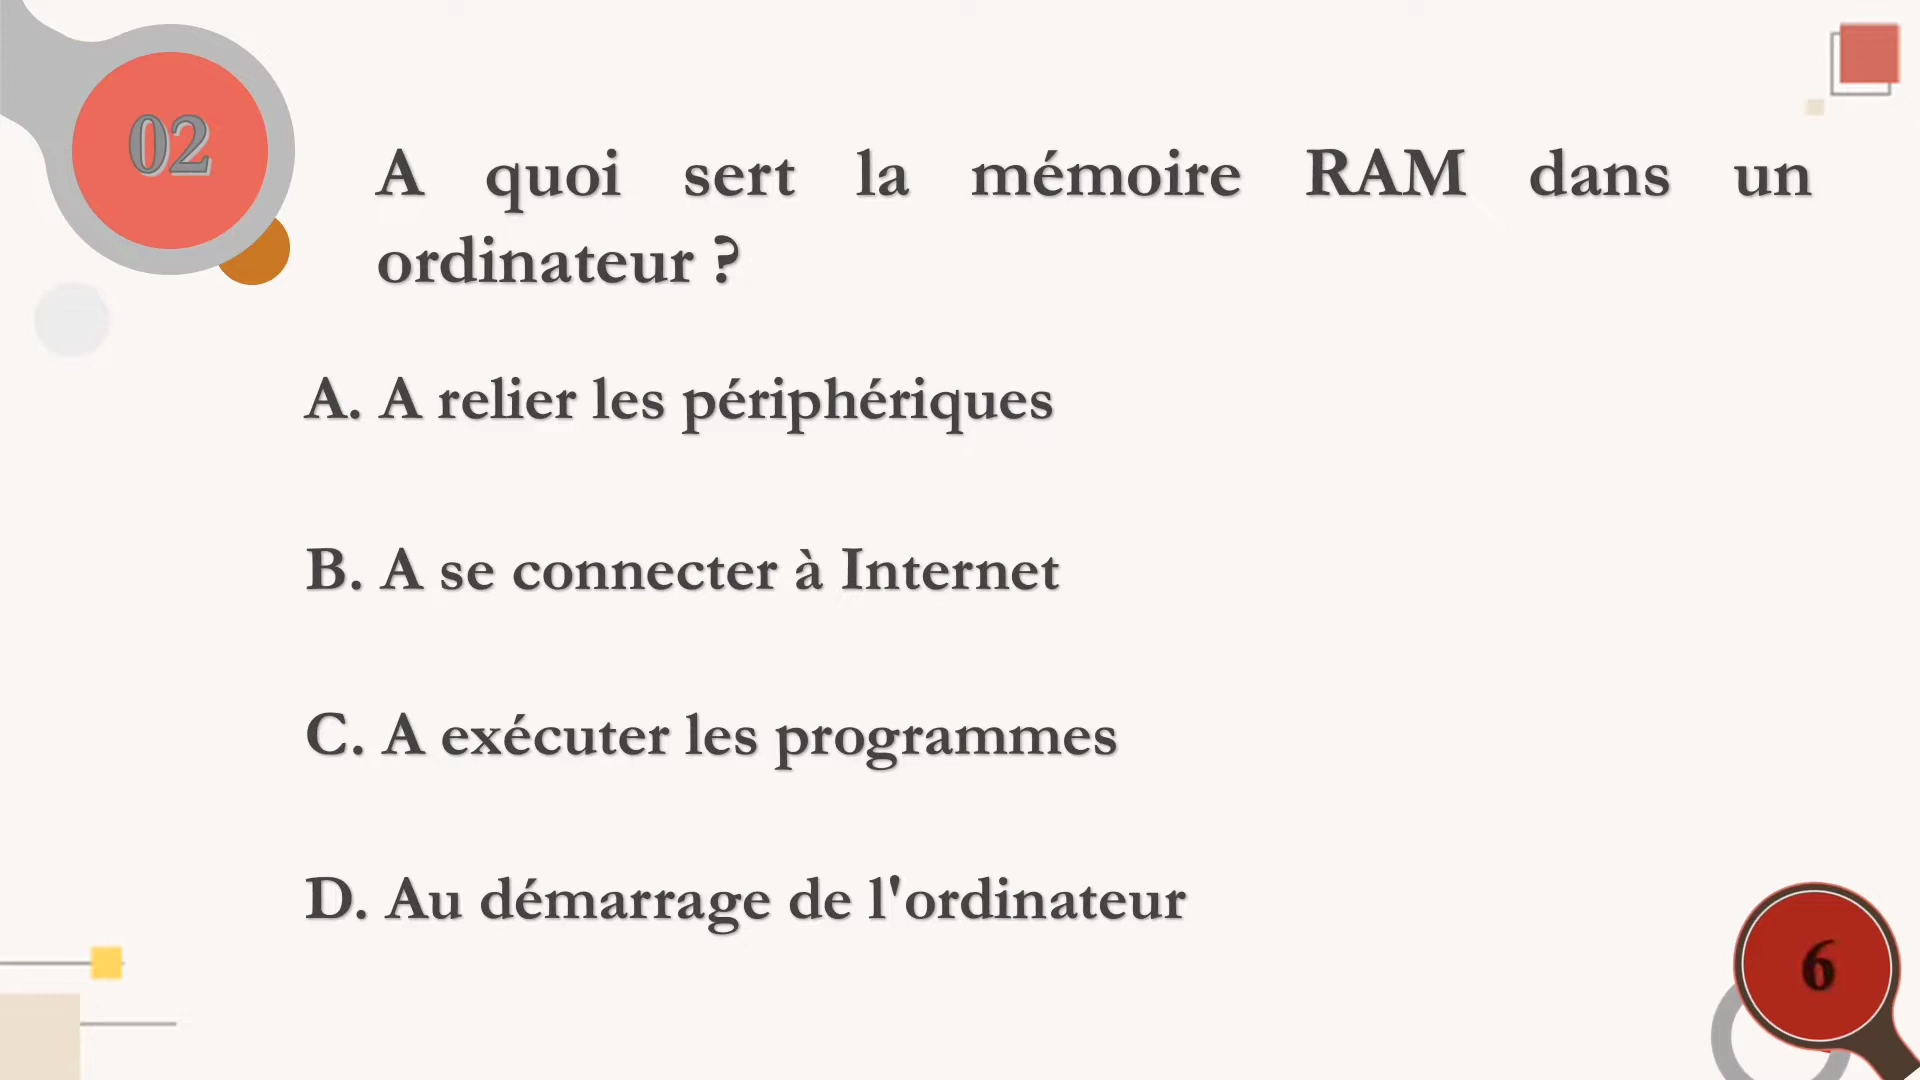 02
A quoi sert la mémoire RAM dans un
ordinateur ?
A. A relier les périphériques
B. A se connecter à Internet
C. A exécuter les programmes
D. Au démarrage de l'ordinateur
6